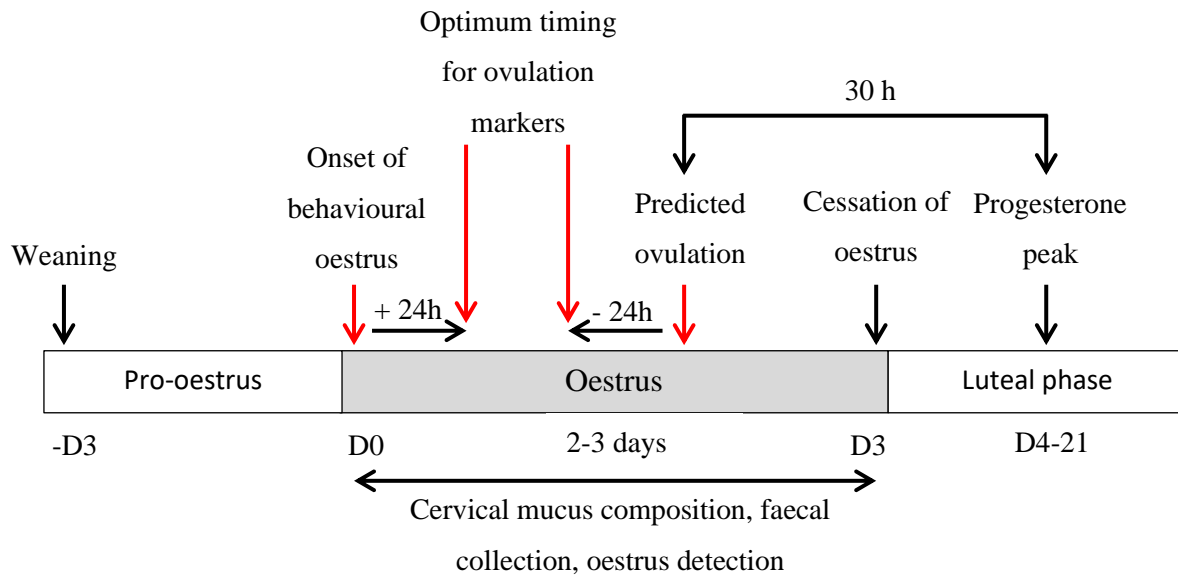 Optimum timing
for ovulation
markers
30 h
Onset of
behavioural
oestrus
Predicted
ovulation
Cessation of
oestrus
Progesterone
peak
Weaning
+ 24h
- 24h
Pro-oestrus
Oestrus
Luteal phase
-D3
D0
2-3 days
D3
D4-21
Cervical mucus composition, faecal
collection, oestrus detection